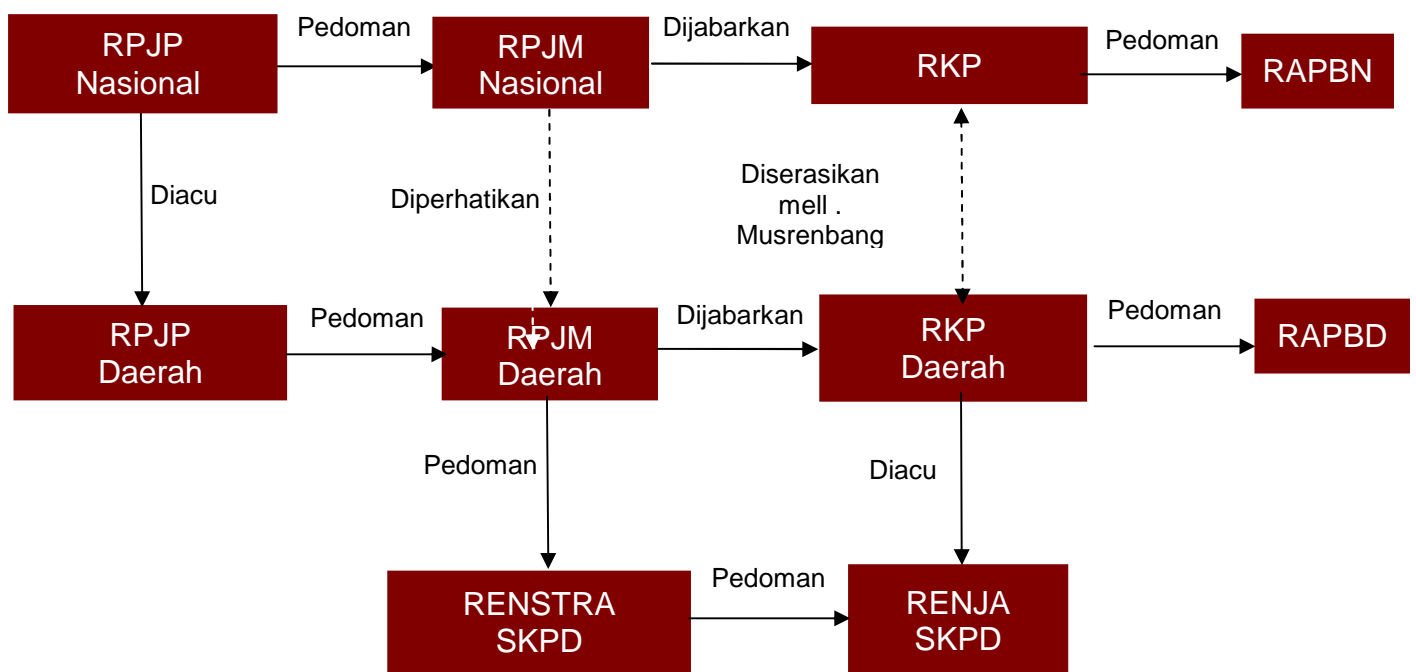 RPJP
Nasional
Pedoman
RPJM
Nasional
Dijabarkan
RKP
Pedoman
RAPBN
Diacu
Diperhatikan
Diserasikan
mell .
Musrenbang
RPJP
Daerah
Pedoman
RPJM
Daerah
Dijabarkan
RKP
Daerah
Pedoman
RAPBD
Pedoman
Diacu
RENSTRA
SKPD
Pedoman
RENJA
SKPD